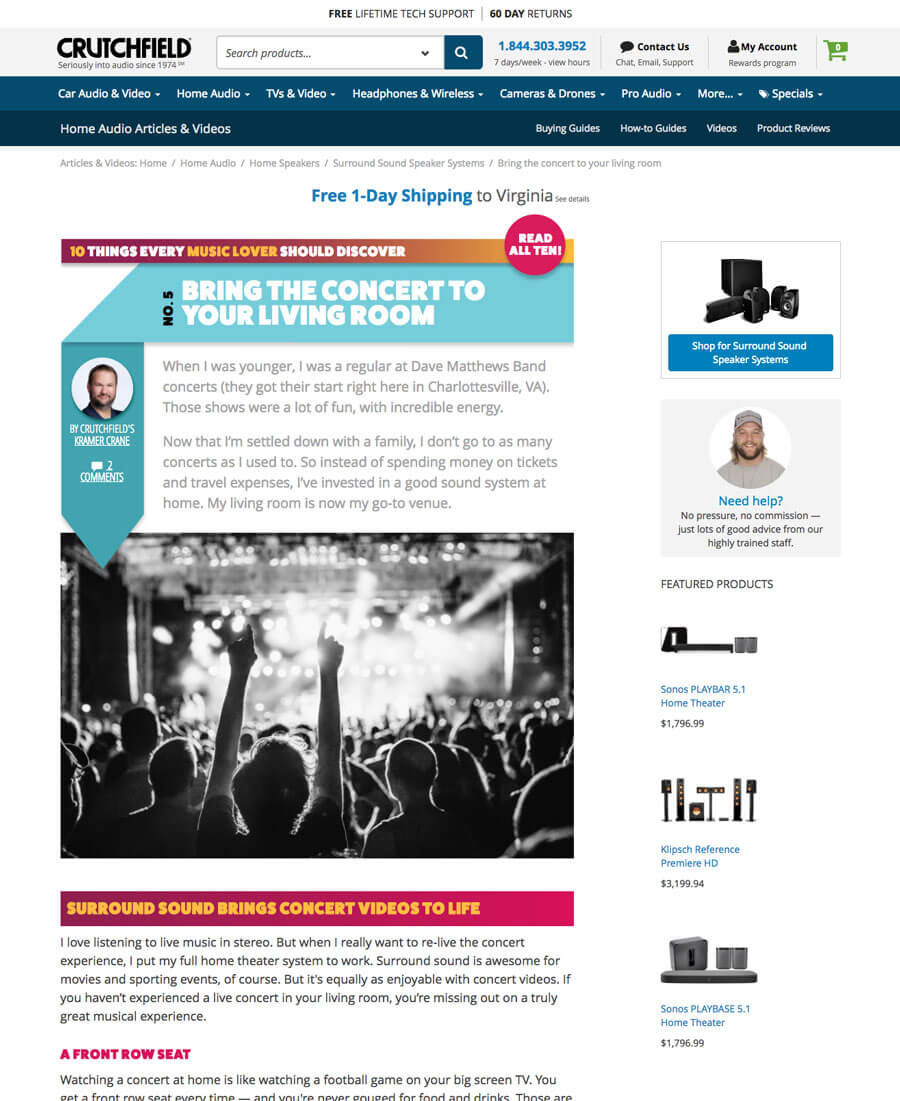 FREE LIFETIME TECH SUPPORT | 60 DAY RETURNS
CRUTCHFIELD®
Seriously into audio since 1974 SM
Search products...
1.844.303.3952
7 days/week - view hours
Contact Us
Chat, Email, Support
My Account
Rewards program
0
Car Audio & Video
Home Audio
TVs & Video
Headphones & Wireless
Cameras & Drones
Pro Audio
More...
Specials
Home Audio Articles & Videos
Buying Guides
How-to Guides
Videos
Product Reviews
Articles & Videos: Home / Home Audio / Home Speakers / Surround Sound Speaker Systems / Bring the concert to your living room
Free 1-Day Shipping to Virginia See details
10 THINGS EVERY MUSIC LOVER SHOULD DISCOVER
READ
ALL TEN!
NO. 5
BRING THE CONCERT TO
YOUR LIVING ROOM
BY CRUTCHFIELD'S
KRAMER CRANE
2
COMMENTS
When I was younger, I was a regular at Dave Matthews Band
concerts (they got their start right here in Charlottesville, VA).
Those shows were a lot of fun, with incredible energy.
Now that I'm settled down with a family, I don't go to as many
concerts as I used to. So instead of spending money on tickets
and travel expenses, I've invested in a good sound system at
home. My living room is now my go-to venue.
SURROUND SOUND BRINGS CONCERT VIDEOS TO LIFE
I love listening to live music in stereo. But when I really want to re-live the concert
experience, I put my full home theater system to work. Surround sound is awesome for
movies and sporting events, of course. But it's equally as enjoyable with concert videos. If
you haven't experienced a live concert in your living room, you're missing out on a truly
great musical experience.
A FRONT ROW SEAT
Watching a concert at home is like watching a football game on your big screen TV. You
get a front row seat every time — and you're never gouged for food and drinks. Those are
Shop for Surround Sound
Speaker Systems
Need help?
No pressure, no commission —
just lots of good advice from our
highly trained staff.
FEATURED PRODUCTS
Sonos PLAYBAR 5.1
Home Theater
$1,796.99
Klipsch Reference
Premiere HD
$3,199.94
Sonos PLAYBASE 5.1
Home Theater
$1,796.99